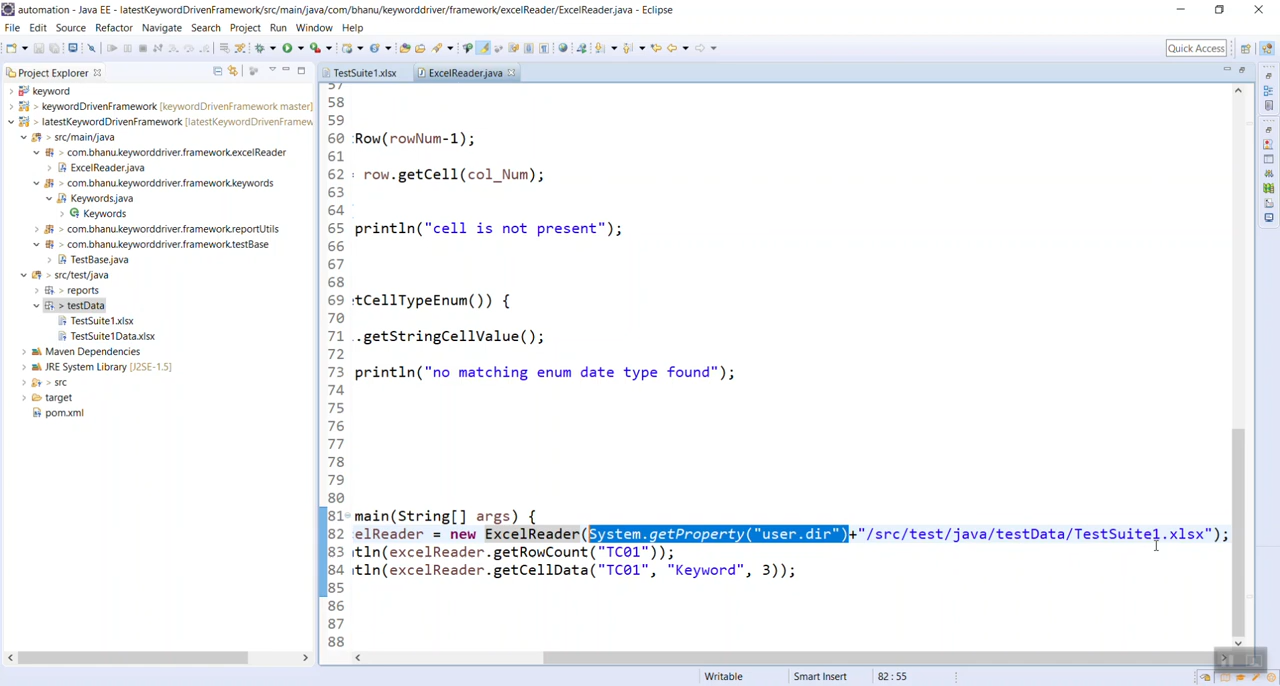 automation - Java EE - latestKeywordDrivenFramework/src/main/java/com/bhanu/keyworddriver/framework/excelReader/ExcelReader.java - Eclipse
File Edit Source Refactor Navigate Search Project Run Window Help
Quick Access
Project Explorer
TestSuite1.xlsx
ExcelReader.java
keyword
> keywordDrivenFramework [keywordDrivenFramework master]
> latestKeywordDrivenFramework [latestKeywordDrivenFramew
> src/main/java
> com.bhanu.keyworddriver.framework.excelReader
ExcelReader.java
> com.bhanu.keyworddriver.framework.keywords
Keywords.java
Keywords
> com.bhanu.keyworddriver.framework.reportUtils
> com.bhanu.keyworddriver.framework.testBase
TestBase.java
> src/test/java
> reports
> testData
TestSuite1.xlsx
TestSuite1Data.xlsx
Maven Dependencies
JRE System Library [J2SE-1.5]
> src
target
pom.xml
57
58
59
60 :Row(rowNum-1);
61
62 : row.getCell(col_Num);
63
64
65 println("cell is not present");
66
67
68
69 :tCellTypeEnum()) {
70
71 .getStringCellValue();
72
73 println("no matching enum date type found");
74
75
76
77
78
79
80
81 main(String[] args) {
82 elReader = new ExcelReader(System.getProperty("user.dir")+"/src/test/java/testData/TestSuite1.xlsx");
83 tln(excelReader.getRowCount("TC01"));
84 tln(excelReader.getCellData("TC01", "Keyword", 3));
85
86
87
88
Writable Smart Insert 82 : 55